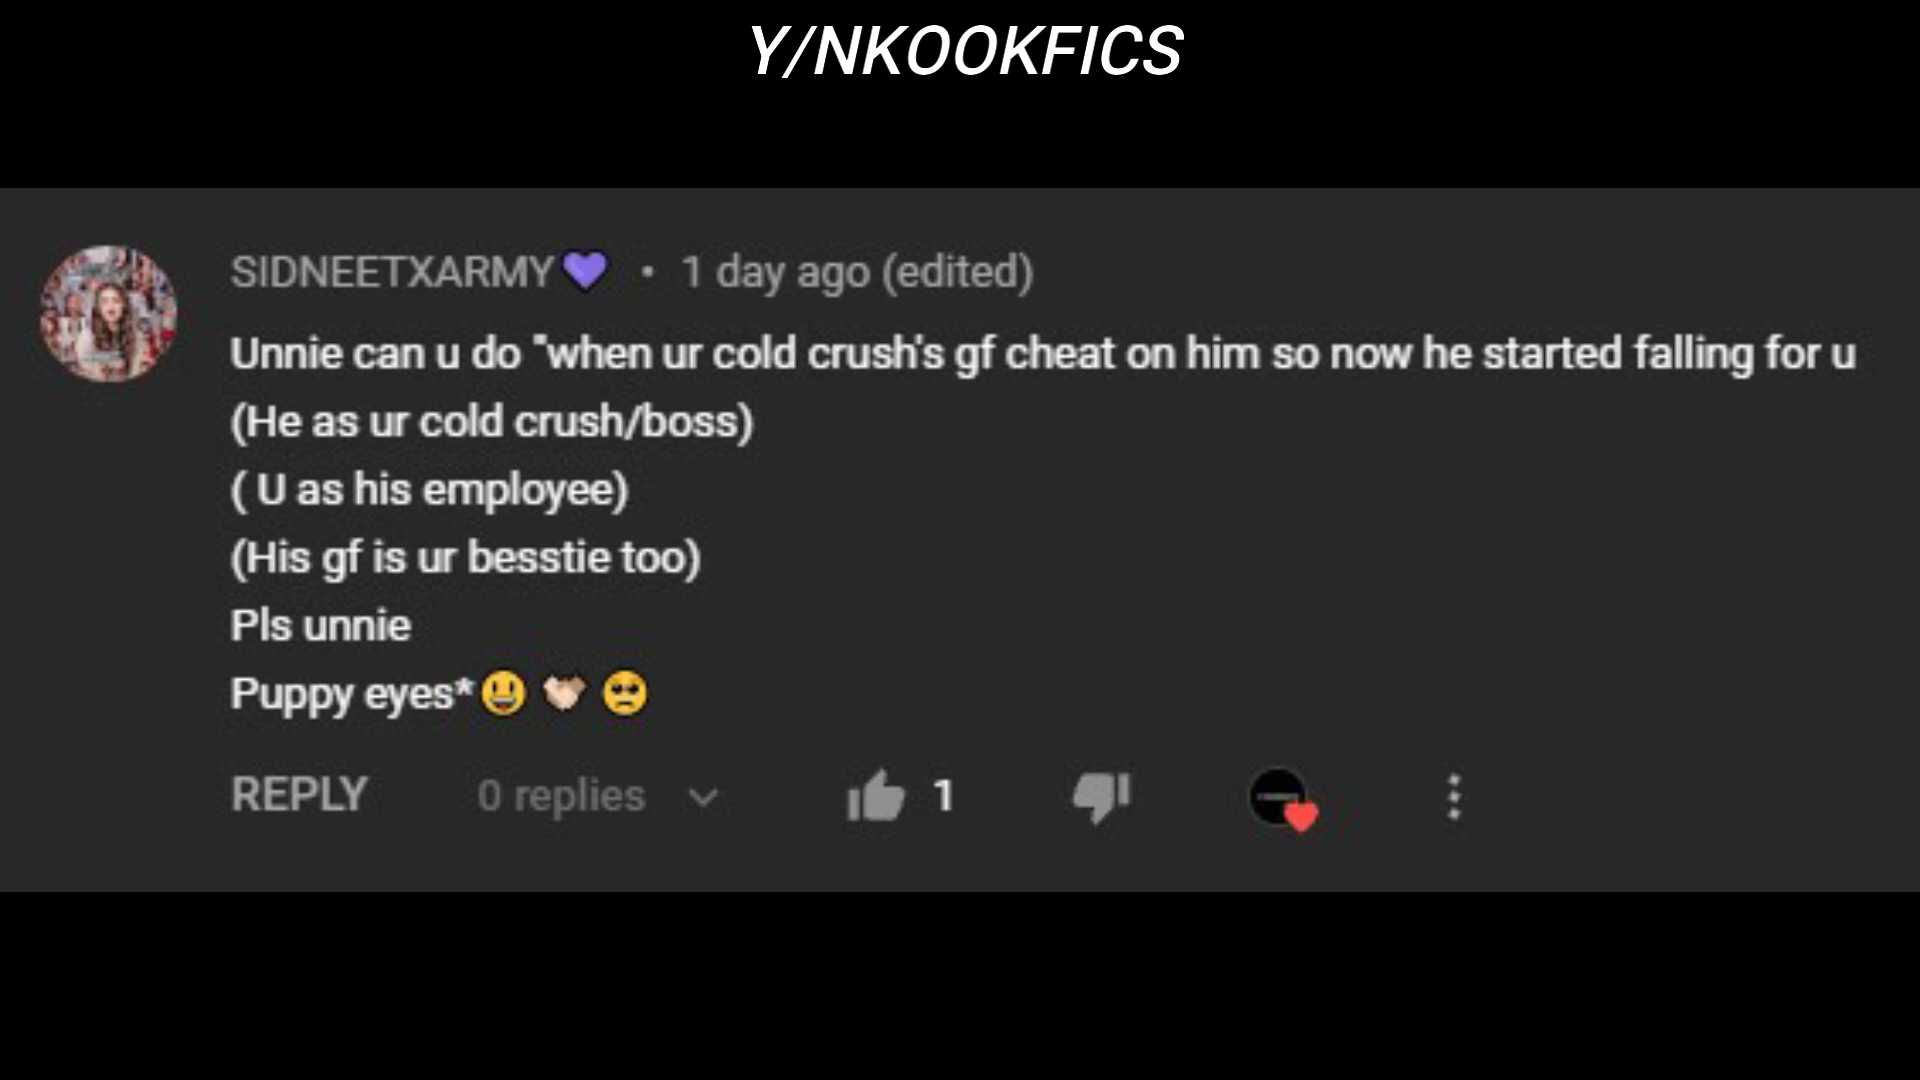 Y/NKOOKFICS
SIDNEETXARMY💜 • 1 day ago (edited)
Unnie can u do "when ur cold crush's gf cheat on him so now he started falling for u
(He as ur cold crush/boss)
( U as his employee)
(His gf is ur besstie too)
Pls unnie
Puppy eyes*😃 🤝🏻 🥺
REPLY 0 replies 1